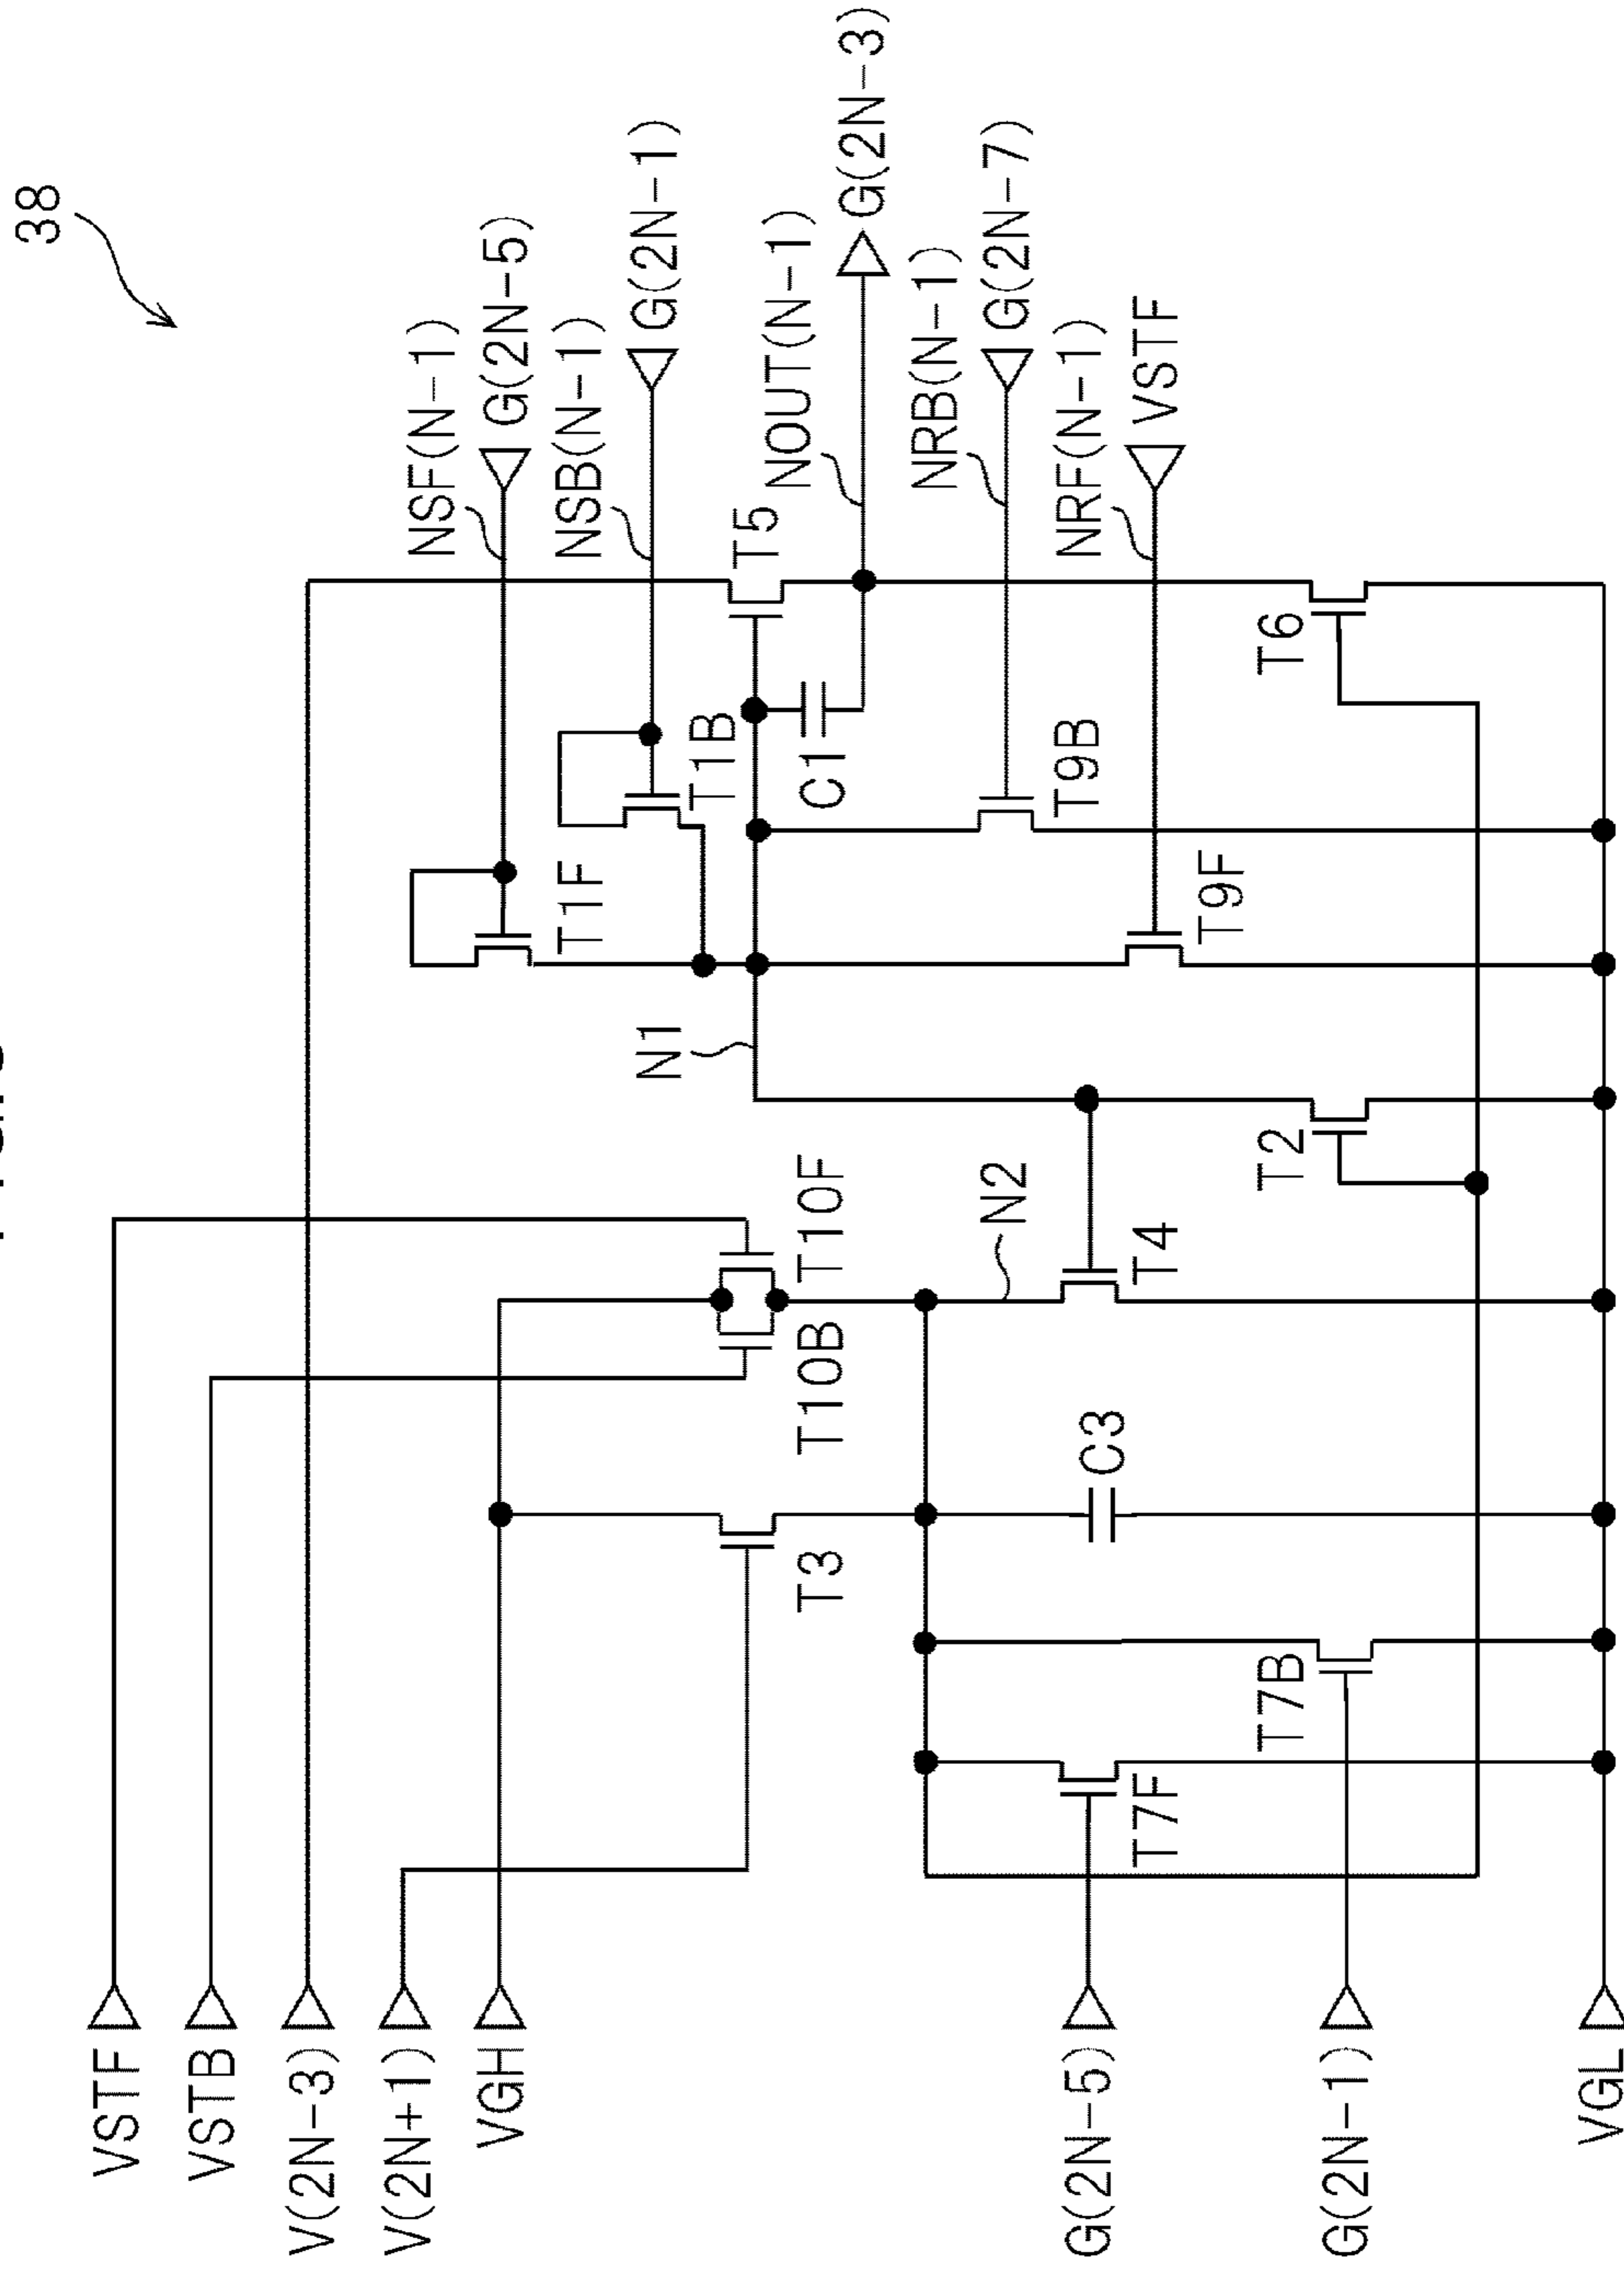 38
NSF(N-1)
G(2N-5)
NSB(N-1)
G(2N-1)
NOUT(N-1)
G(2N-3)
NRB(N-1)
G(2N-7)
NRF(N-1)
VSTF
T1F
T1B
T5
C1
T9B
T9F
T6
N1
T10F
T10B
N2
T4
T2
T3
C3
T7B
T7F
VSTF
VSTB
V(2N-3)
V(2N+1)
VGH
G(2N-5)
G(2N-1)
VGL